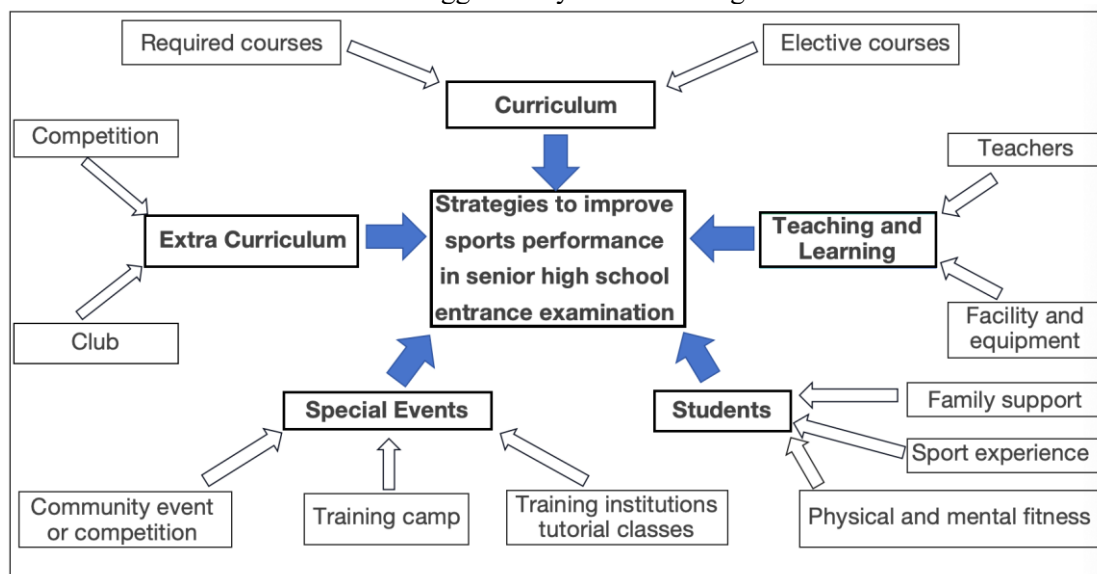 Required courses
Elective courses
Curriculum
Competition
Teachers
Extra Curriculum
Strategies to improve
sports performance
in senior high school
entrance examination
Teaching and
Learning
Club
Facility and
equipment
Special Events
Students
Family support
Sport experience
Community event
or competition
Training camp
Training institutions
tutorial classes
Physical and mental fitness